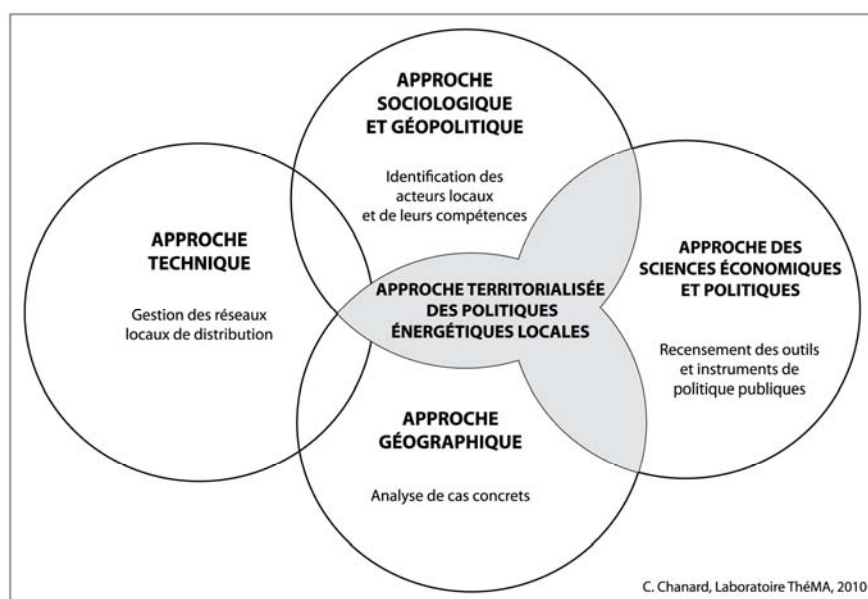 APPROCHE
SOCIOLOGIQUE
ET GÉOPOLITIQUE
Identification des
acteurs locaux
et de leurs compétences
APPROCHE
TECHNIQUE
Gestion des réseaux
locaux de distribution
APPROCHE TERRITORIALISÉE
DES POLITIQUES
ÉNERGÉTIQUES LOCALES
APPROCHE DES
SCIENCES ÉCONOMIQUES
ET POLITIQUES
Recensement des outils
et instruments de
politique publiques
APPROCHE
GÉOGRAPHIQUE
Analyse de cas concrets
C. Chanard, Laboratoire ThéMA, 2010